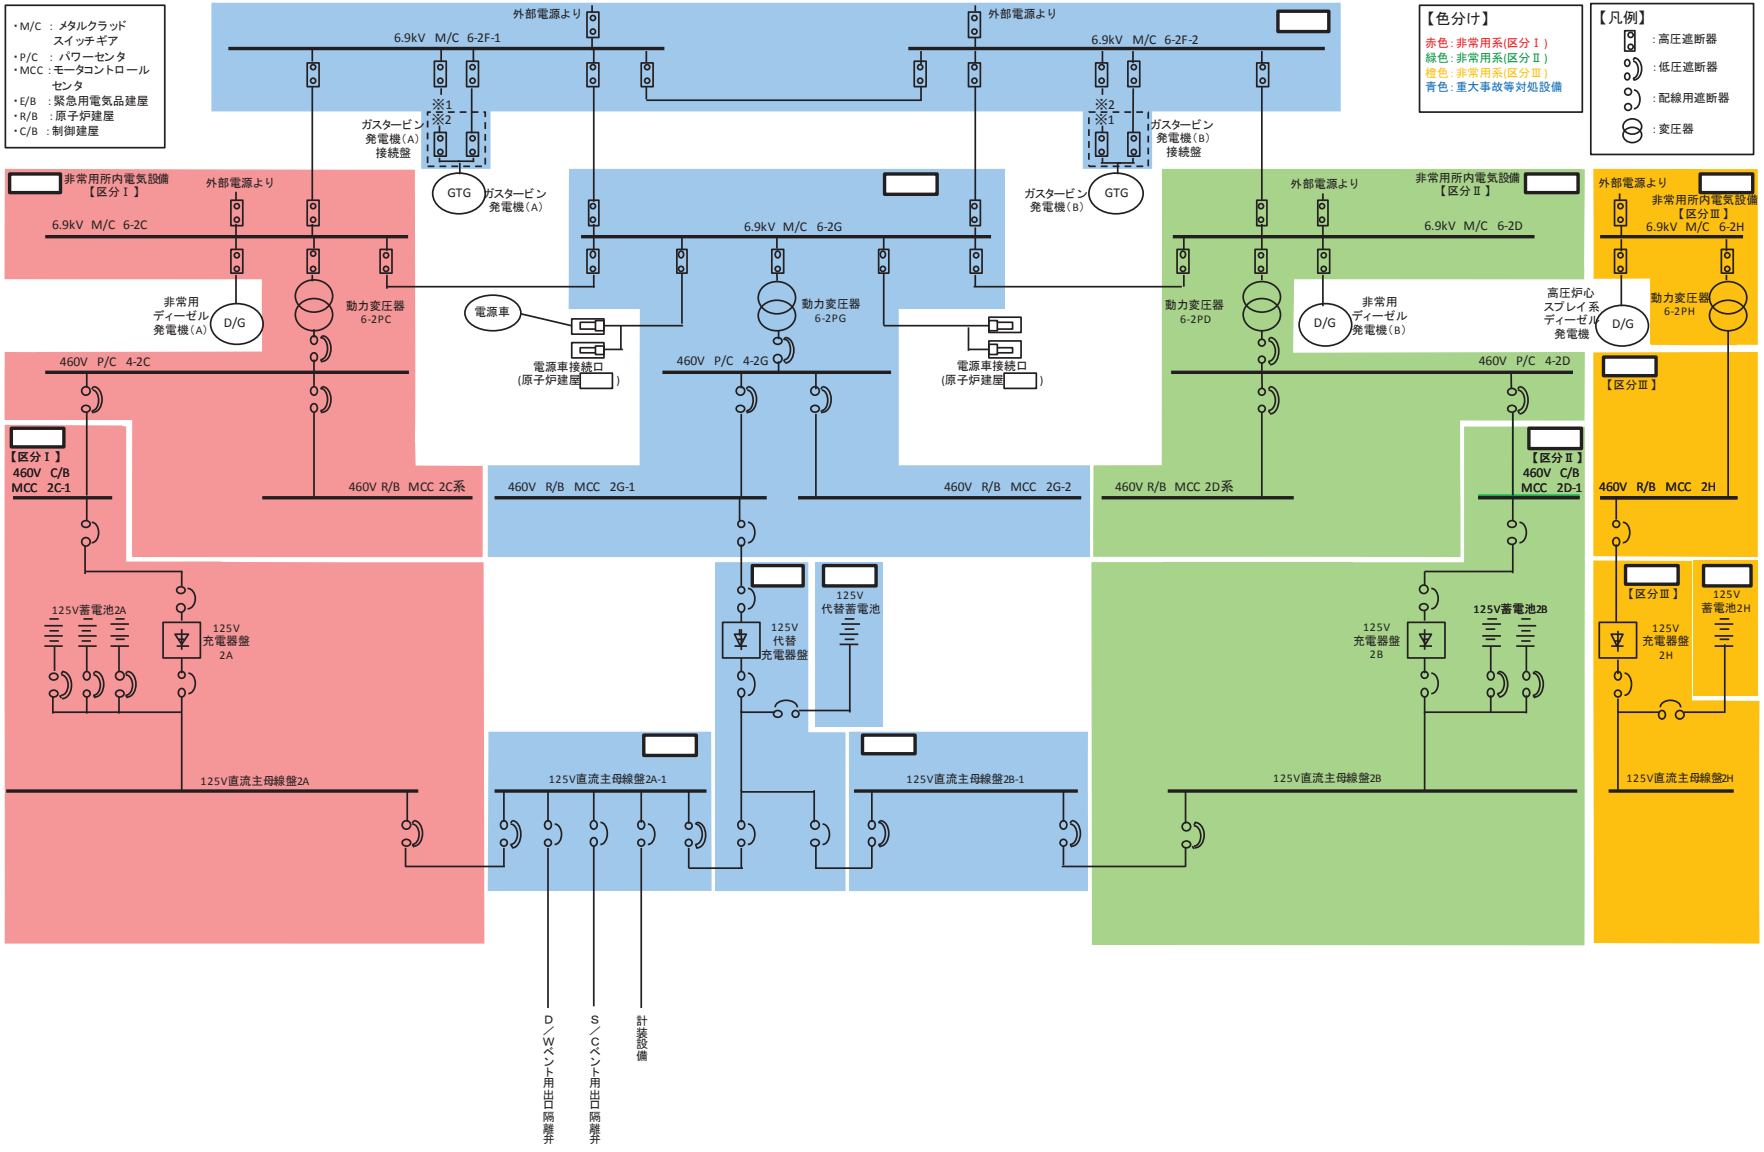 ・M/C : メタルクラッド
スイッチギア
・P/C : パワーセンタ
・MCC : モータコントロール
センタ
・E/B : 緊急用電気品建屋
・R/B : 原子炉建屋
・C/B : 制御建屋
外部電源より
外部電源より
6.9kV M/C 6-2F-1
6.9kV M/C 6-2F-2
【色分け】
赤色：非常用系(区分Ⅰ)
緑色：非常用系(区分Ⅱ)
橙色：非常用系(区分Ⅲ)
青色：重大事故等対処設備
【凡例】
：高圧遮断器
：低圧遮断器
：配線用遮断器
：変圧器
※1
※2
ガスタービン
発電機(A)
接続盤
※2
※1
ガスタービン
発電機(B)
接続盤
GTG
ガスタービン
発電機(A)
ガスタービン
発電機(B)
GTG
非常用所内電気設備
【区分Ⅰ】
外部電源より
6.9kV M/C 6-2C
6.9kV M/C 6-2G
外部電源より
非常用所内電気設備
【区分Ⅱ】
6.9kV M/C 6-2D
外部電源より
非常用所内電気設備
【区分Ⅲ】
6.9kV M/C 6-2H
非常用
ディーゼル
発電機(A)
D/G
動力変圧器
6-2PC
電源車
動力変圧器
6-2PG
動力変圧器
6-2PD
D/G
非常用
ディーゼル
発電機(B)
高圧炉心
スプレイ系
ディーゼル
発電機
D/G
動力変圧器
6-2PH
電源車接続口
(原子炉建屋 )
電源車接続口
(原子炉建屋 )
460V P/C 4-2C
460V P/C 4-2G
460V P/C 4-2D
【区分Ⅲ】
【区分Ⅰ】
460V C/B
MCC 2C-1
460V R/B MCC 2C系
460V R/B MCC 2G-1
460V R/B MCC 2G-2
460V R/B MCC 2D系
【区分Ⅱ】
460V C/B
MCC 2D-1
460V R/B MCC 2H
125V蓄電池2A
125V
充電器盤
2A
125V
代替
充電器盤
125V
代替蓄電池
125V
充電器盤
2B
125V蓄電池2B
【区分Ⅲ】
125V
充電器盤
2H
125V
蓄電池2H
125V直流主母線盤2A
125V直流主母線盤2A-1
125V直流主母線盤2B-1
125V直流主母線盤2B
125V直流主母線盤2H
D/Wベント用出口隔離弁
S/Cベント用出口隔離弁
計装設備